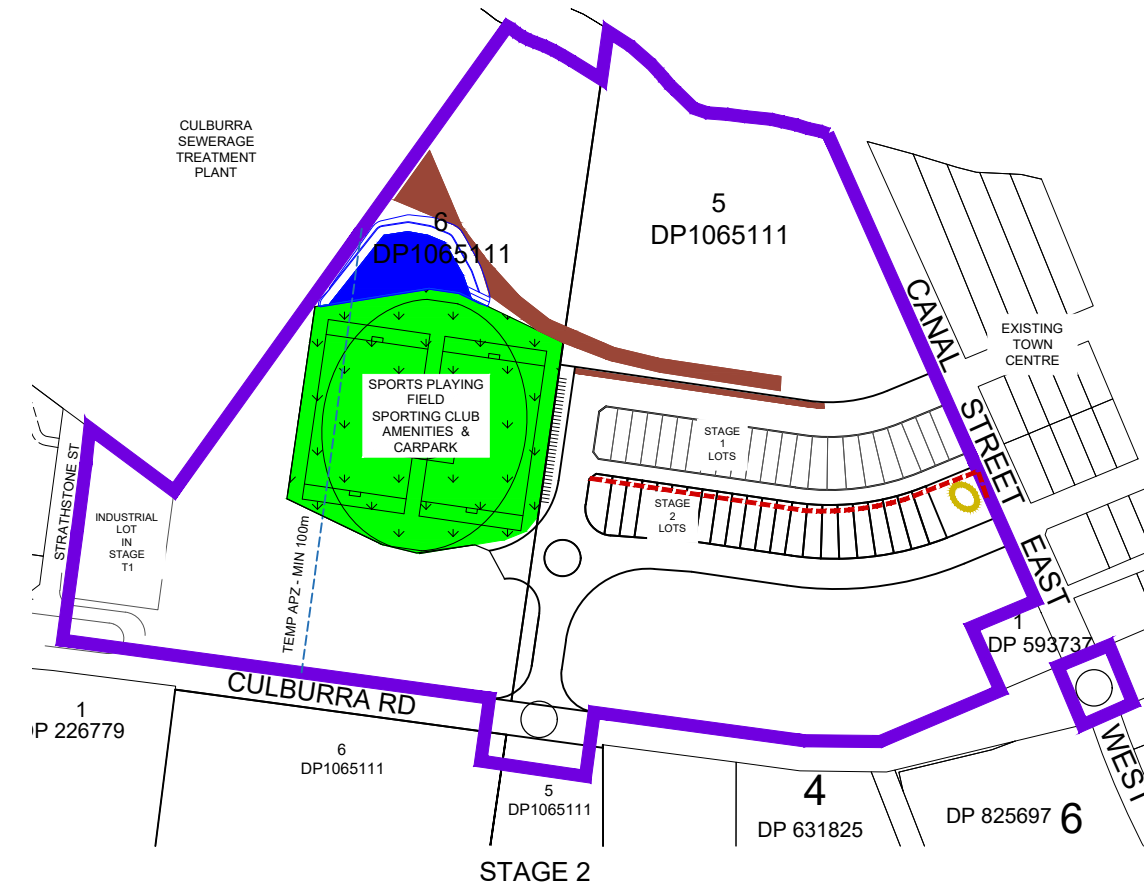 CULBURRA
SEWERAGE
TREATMENT
PLANT
5
DP1065111
6
DP1065111
CANAL
STREET
EAST
EXISTING
TOWN
CENTRE
SPORTS PLAYING
FIELD
SPORTING CLUB
AMENITIES &
CARPARK
STAGE
1
LOTS
STAGE
2
LOTS
STRATHSTONE ST
INDUSTRIAL
LOT
IN
STAGE
T1
TEMP APZ - MIN 100m
1
DP 593737
CULBURRA RD
WEST
1
DP 226779
6
DP1065111
5
DP1065111
4
DP 631825
DP 825697 6
STAGE 2